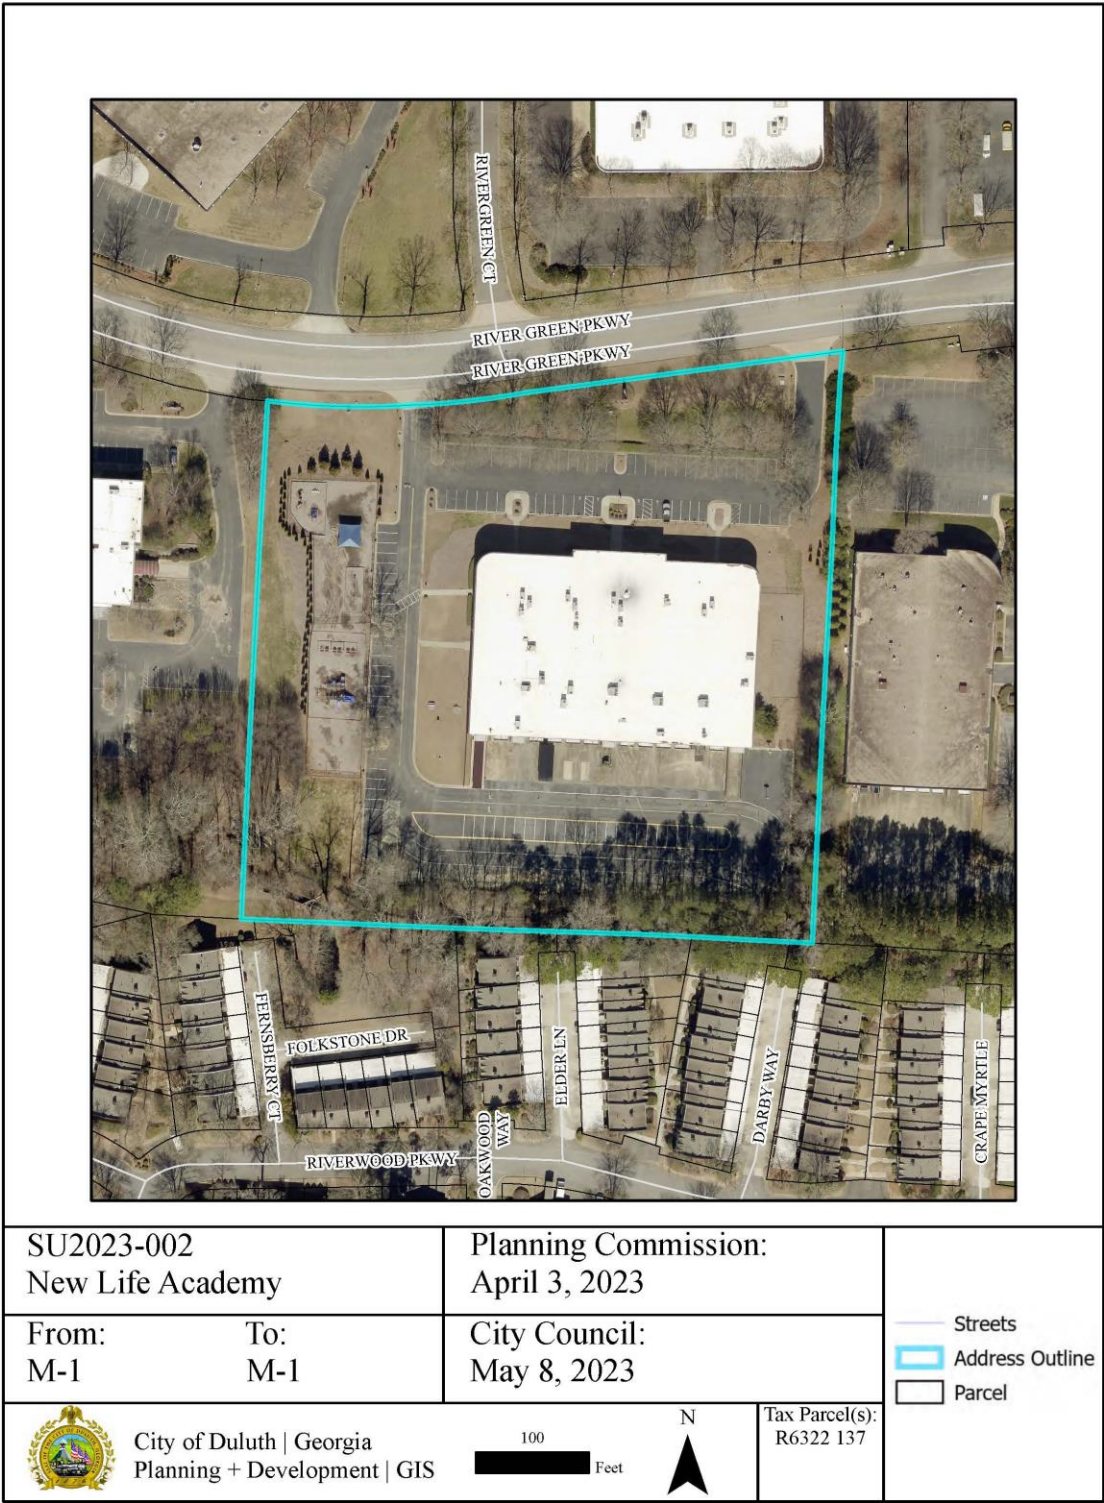 RIVERGREEN CT
RIVER GREEN PKWY
RIVER GREEN PKWY
FERNSBERRY CT
FOLKSTONE DR
ELDER LN
DARBY WAY
CRAPE MYRTLE
OAKWOOD
WAY
RIVERWOOD PKWY
SU2023-002
New Life Academy
Planning Commission:
April 3, 2023
From:
M-1
To:
M-1
City Council:
May 8, 2023
Streets
Address Outline
Parcel
City of Duluth | Georgia
Planning + Development | GIS
100
Feet
N
Tax Parcel(s):
R6322 137